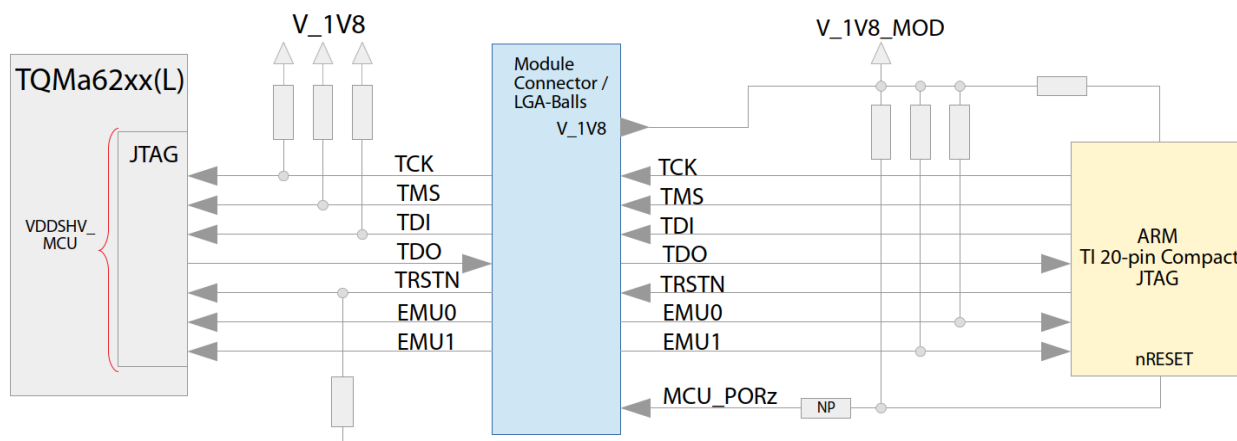 V_1V8
V_1V8_MOD
TQMa62xx(L)
Module
Connector /
LGA-Balls
V_1V8
JTAG
VDDSHV_
MCU
TCK
TMS
TDI
TDO
TRSTN
EMU0
EMU1
TCK
TMS
TDI
TDO
TRSTN
EMU0
EMU1
MCU_PORz
NP
ARM
TI 20-pin Compact
JTAG
nRESET